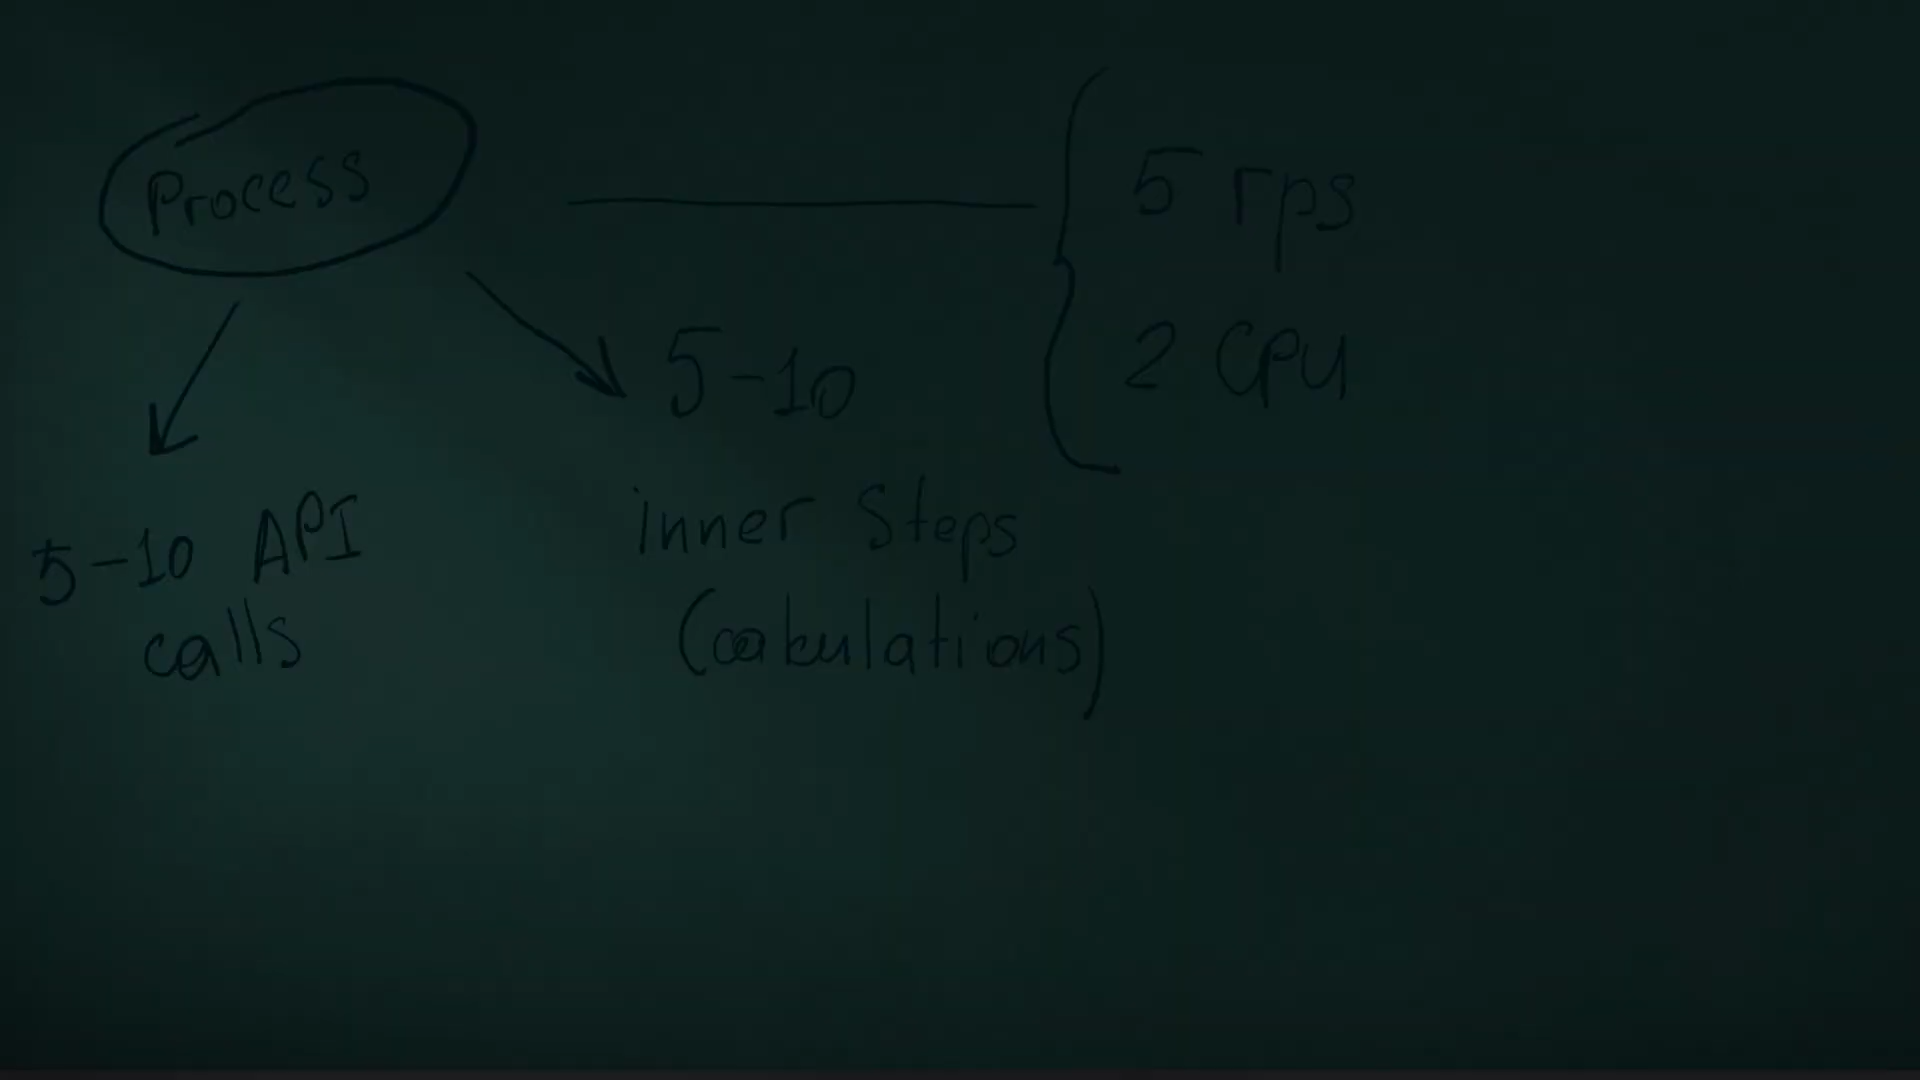 Process
5 rps
2 CPU
5-10
inner Steps
(calculations)
5-10 API
calls